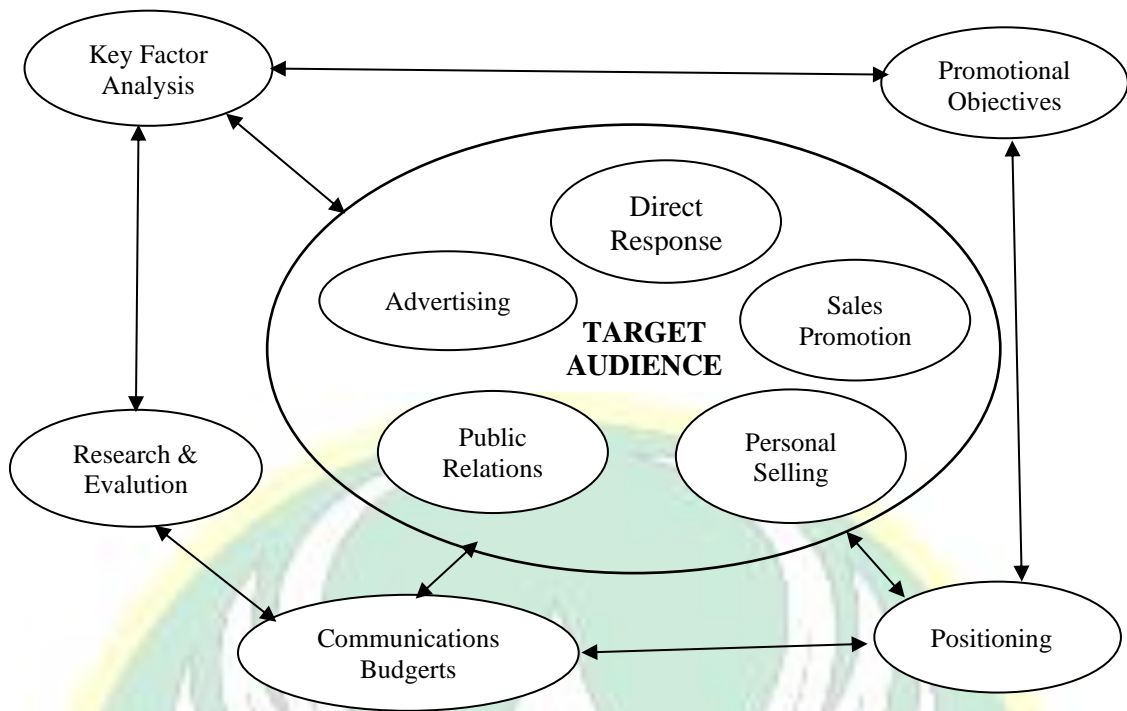 Key Factor
Analysis
Promotional
Objectives
Direct
Response
Advertising
Sales
Promotion
TARGET
AUDIENCE
Public
Relations
Personal
Selling
Research &
Evalution
Communications
Budgerts
Positioning